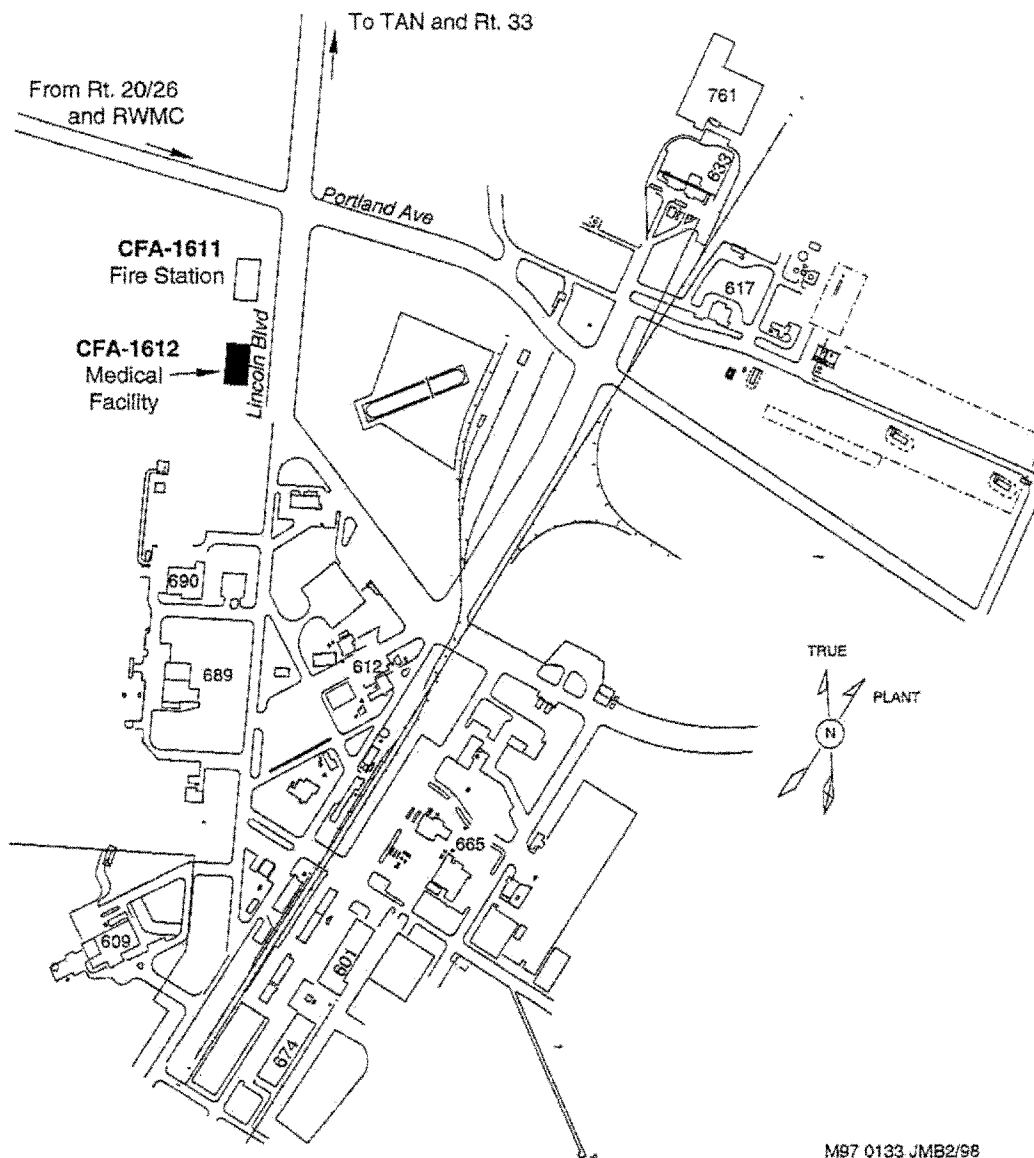 To TAN and Rt. 33
From Rt. 20/26
and RWMC
Portland Ave
CFA-1611
Fire Station
CFA-1612
Medical
Facility
Lincoln Blvd
761
633
617
690
689
612
TRUE
PLANT
N
665
609
601
674
M97 0133 JMB2/98